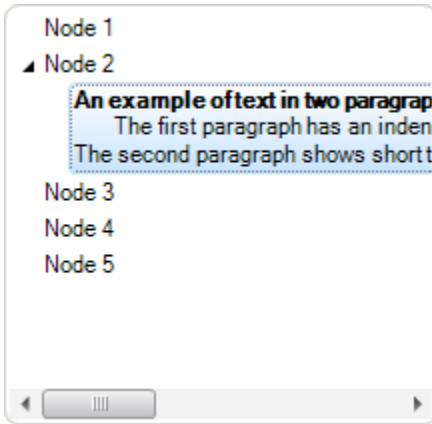 Node 1
Node 2
An example of text in two paragrap
The first paragraph has an inden
The second paragraph shows short t
Node 3
Node 4
Node 5